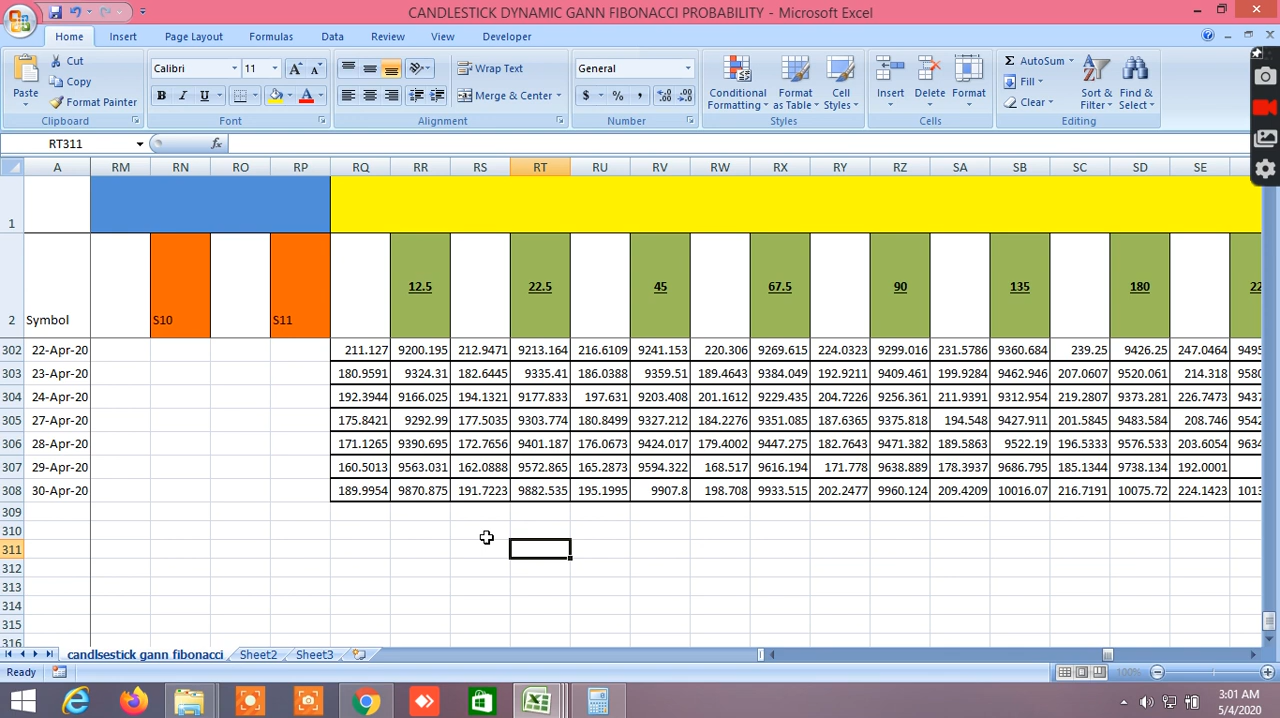 CANDLESTICK DYNAMIC GANN FIBONACCI PROBABILITY - Microsoft Excel
Home Insert Page Layout Formulas Data Review View Developer
Paste Cut Copy Format Painter Clipboard
Calibri 11 B I U A Font
Wrap Text Merge & Center Alignment
General $ % , Number
Conditional Formatting Format as Table Cell Styles Styles
Insert Delete Format Cells
Σ AutoSum Fill Clear Sort & Filter Find & Select Editing
RT311 fx
A RM RN RO RP RQ RR RS RT RU RV RW RX RY RZ SA SB SC SD SE
1
12.5 22.5 45 67.5 90 135 180
2 Symbol S10 S11
302 22-Apr-20 211.127 9200.195 212.9471 9213.164 216.6109 9241.153 220.306 9269.615 224.0323 9299.016 231.5786 9360.684 239.25 9426.25 247.0464
303 23-Apr-20 180.9591 9324.31 182.6445 9335.41 186.0388 9359.51 189.4643 9384.049 192.9211 9409.461 199.9284 9462.946 207.0607 9520.061 214.318
304 24-Apr-20 192.3944 9166.025 194.1321 9177.833 197.631 9203.408 201.1612 9229.435 204.7226 9256.361 211.9391 9312.954 219.2807 9373.281 226.7473
305 27-Apr-20 175.8421 9292.99 177.5035 9303.774 180.8499 9327.212 184.2276 9351.085 187.6365 9375.818 194.548 9427.911 201.5845 9483.584 208.746
306 28-Apr-20 171.1265 9390.695 172.7656 9401.187 176.0673 9424.017 179.4002 9447.275 182.7643 9471.382 189.5863 9522.19 196.5333 9576.533 203.6054
307 29-Apr-20 160.5013 9563.031 162.0888 9572.865 165.2873 9594.322 168.517 9616.194 171.778 9638.889 178.3937 9686.795 185.1344 9738.134 192.0001
308 30-Apr-20 189.9954 9870.875 191.7223 9882.535 195.1995 9907.8 198.708 9933.515 202.2477 9960.124 209.4209 10016.07 216.7191 10075.72 224.1423
309
310
311
312
313
314
315
316
candlsestick gann fibonacci Sheet2 Sheet3
Ready 100%
3:01 AM
5/4/2020